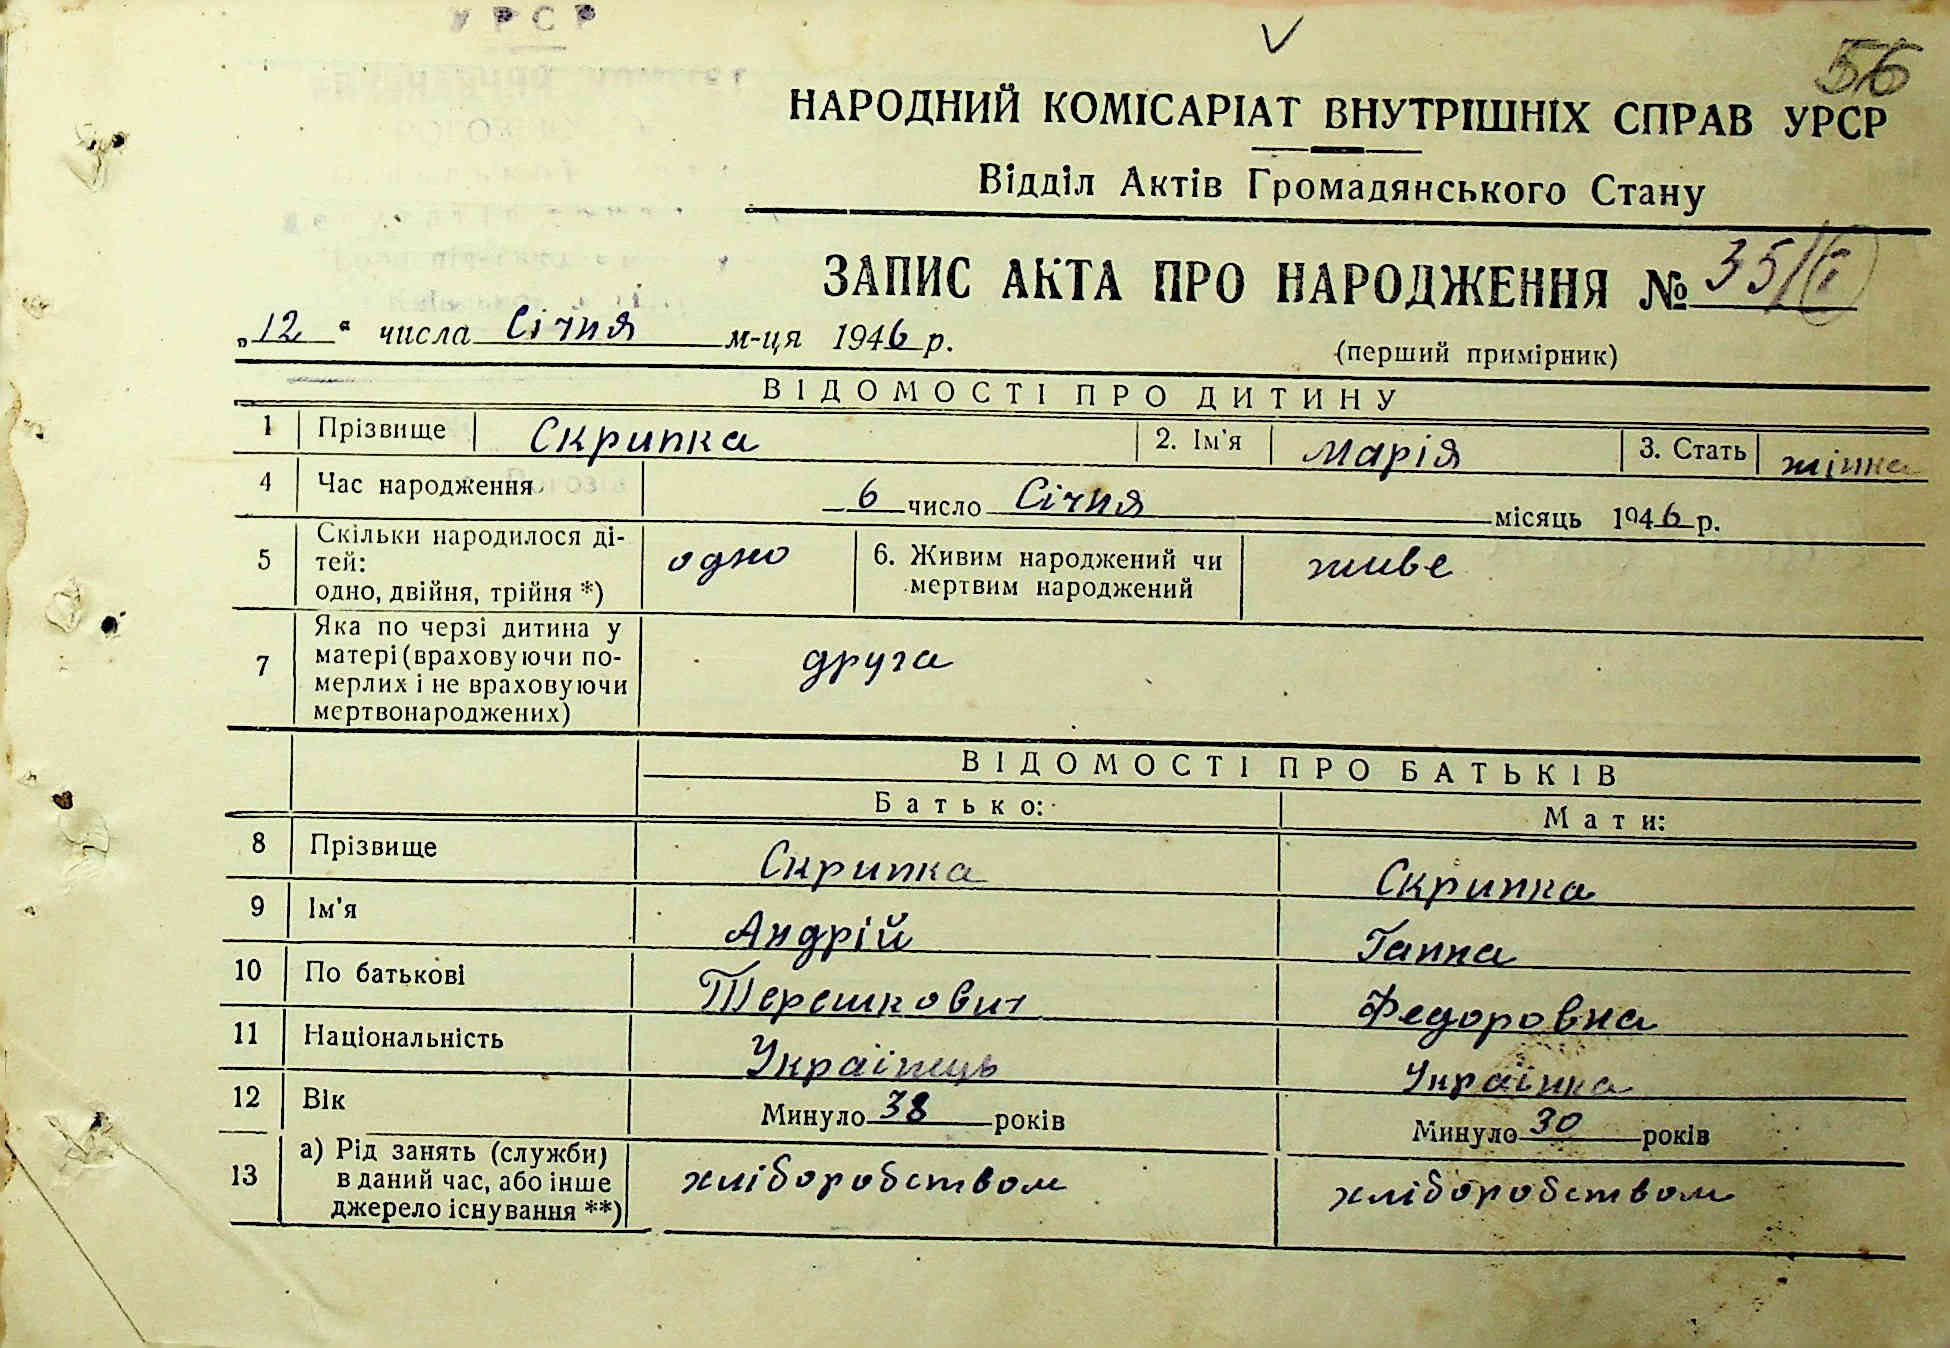 УРСР
56
НАРОДНИЙ КОМІСАРІАТ ВНУТРІШНІХ СПРАВ УРСР
Відділ Актів Громадянського Стану
ЗАПИС АКТА ПРО НАРОДЖЕННЯ № 35/І
„12“ числа Січня м-ця 1946 р.
(перший примірник)
ВІДОМОСТІ ПРО ДИТИНУ
1 Прізвище Скрипка 2. Ім'я Марія 3. Стать жінка
4 Час народження 6 число Січня місяць 1946 р.
5 Скільки народилося ді-
тей:
одно, двійня, трійня *) одно 6. Живим народжений чи
мертвим народжений живе
7 Яка по черзі дитина у
матері (враховуючи по-
мерлих і не враховуючи
мертвонароджених) друга
ВІДОМОСТІ ПРО БАТЬКІВ
Батько: Мати:
8 Прізвище Скрипка Скрипка
9 Ім'я Андрій Ганна
10 По батькові Терешкович Федоровна
11 Національність Українець Українка
12 Вік Минуло 38 років Минуло 30 років
13 а) Рід занять (служби)
в даний час, або інше
джерело існування **) хліборобством хліборобством